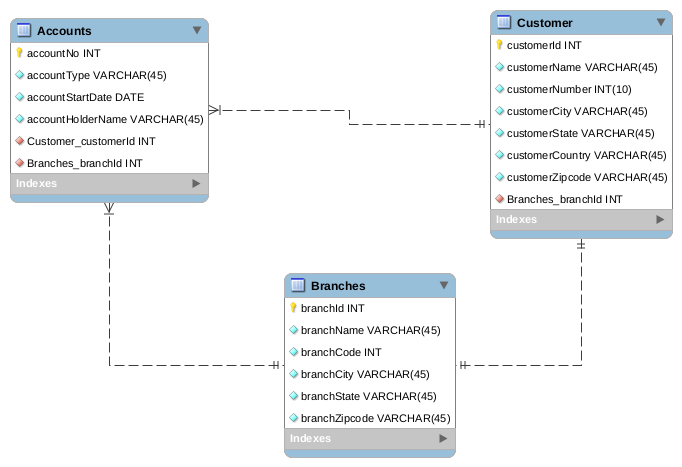 Accounts
accountNo INT
accountType VARCHAR(45)
accountStartDate DATE
accountHolderName VARCHAR(45)
Customer_customerId INT
Branches_branchId INT
Indexes
Customer
customerId INT
customerName VARCHAR(45)
customerNumber INT(10)
customerCity VARCHAR(45)
customerState VARCHAR(45)
customerCountry VARCHAR(45)
customerZipcode VARCHAR(45)
Branches_branchId INT
Indexes
Branches
branchId INT
branchName VARCHAR(45)
branchCode INT
branchCity VARCHAR(45)
branchState VARCHAR(45)
branchZipcode VARCHAR(45)
Indexes